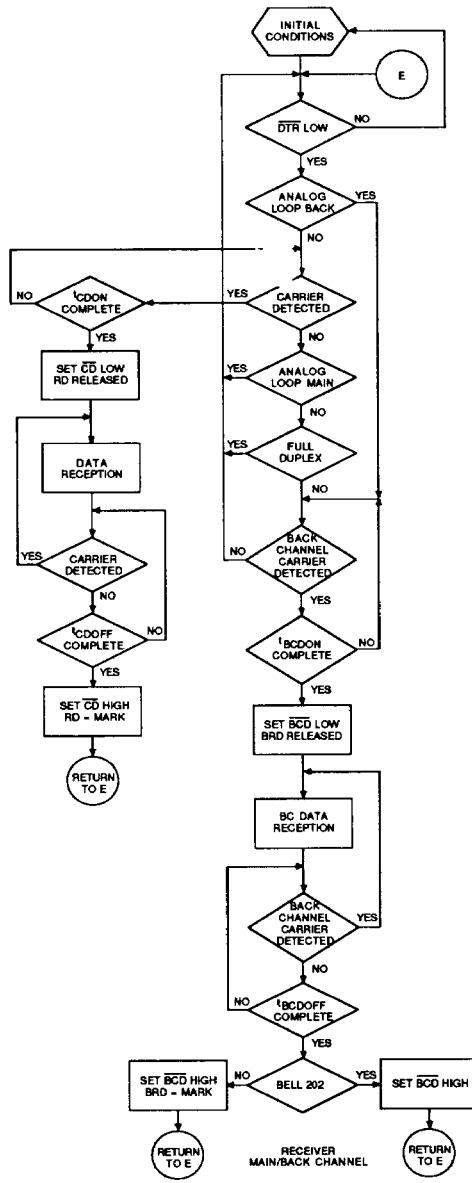 INITIAL
CONDITIONS
E
DTR LOW
NO
YES
ANALOG
LOOP BACK
YES
NO
NO
tCDON
COMPLETE
YES
CARRIER
DETECTED
YES
NO
SET CD LOW
RD RELEASED
YES
ANALOG
LOOP MAIN
NO
DATA
RECEPTION
YES
FULL
DUPLEX
NO
YES
CARRIER
DETECTED
NO
NO
BACK
CHANNEL
CARRIER
DETECTED
YES
tCDOFF
COMPLETE
NO
YES
tBCDON
COMPLETE
NO
YES
SET CD HIGH
RD = MARK
SET BCD LOW
BRD RELEASED
RETURN
TO E
BC DATA
RECEPTION
BACK
CHANNEL
CARRIER
DETECTED
YES
NO
NO
tBCDOFF
COMPLETE
YES
SET BCD HIGH
BRD = MARK
NO
BELL 202
YES
SET BCD HIGH
RETURN
TO E
RECEIVER
MAIN/BACK CHANNEL
RETURN
TO E